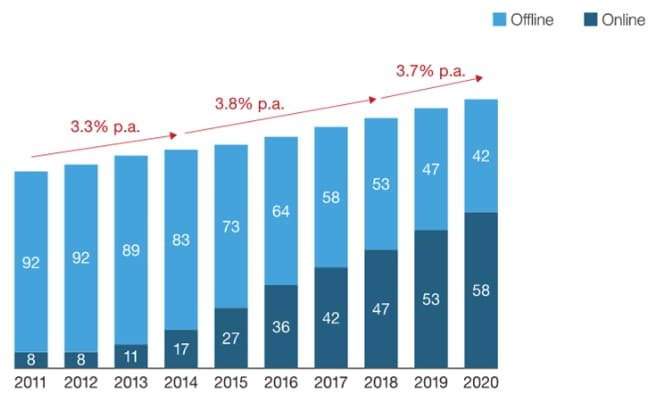 Offline Online
3.7% p.a.
3.8% p.a.
3.3% p.a.
92 92 89 83 73 64 58 53 47 42
8 8 11 17 27 36 42 47 53 58
2011 2012 2013 2014 2015 2016 2017 2018 2019 2020